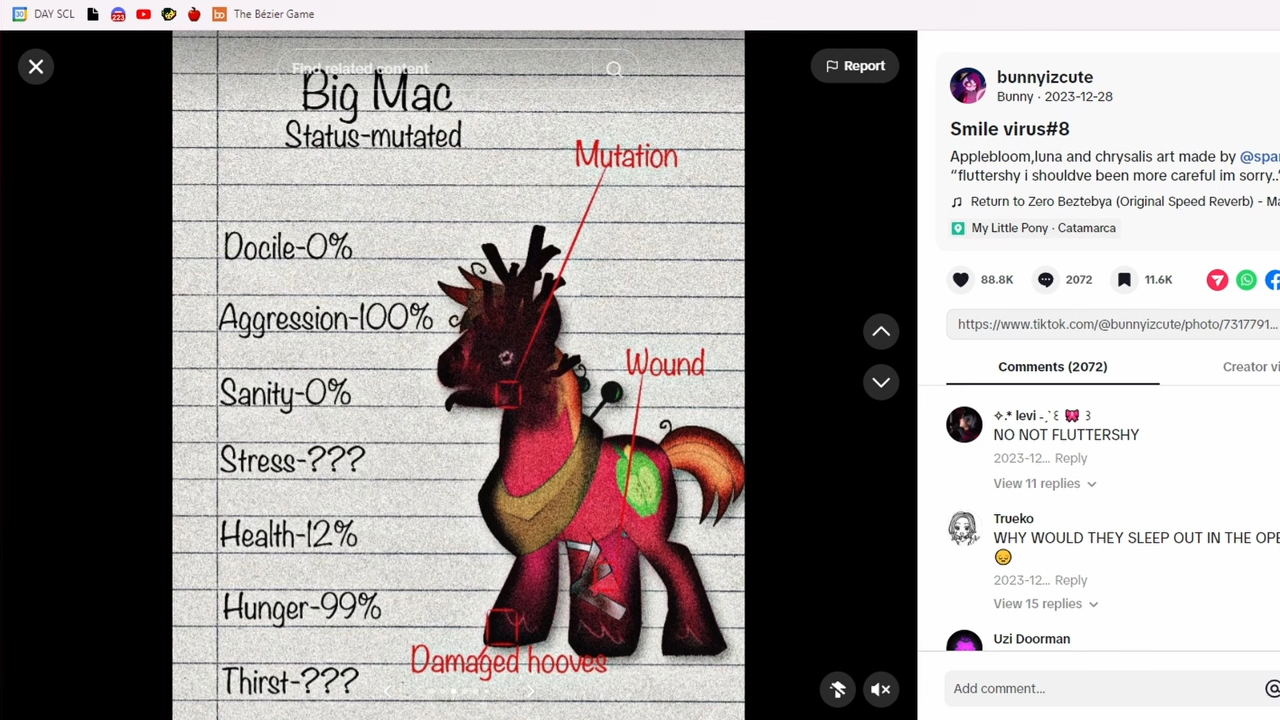 DAY SCL
223
bo The Bézier Game
Find related content
Report
Big Mac
Status-mutated
Mutation
Docile-0%
Aggression-100%
Wound
Sanity-0%
Stress-???
Health-12%
Hunger-99%
Damaged hooves
Thirst-???
bunnyizcute
Bunny · 2023-12-28
Smile virus#8
Applebloom,luna and chrysalis art made by @spar
“fluttershy i shouldve been more careful im sorry..”
Return to Zero Beztebya (Original Speed Reverb) - Ma
My Little Pony · Catamarca
88.8K 2072 11.6K
https://www.tiktok.com/@bunnyizcute/photo/7317791...
Comments (2072) Creator vi
levi
NO NOT FLUTTERSHY
2023-12... Reply
View 11 replies
Trueko
WHY WOULD THEY SLEEP OUT IN THE OPE
2023-12... Reply
View 15 replies
Uzi Doorman
Add comment...